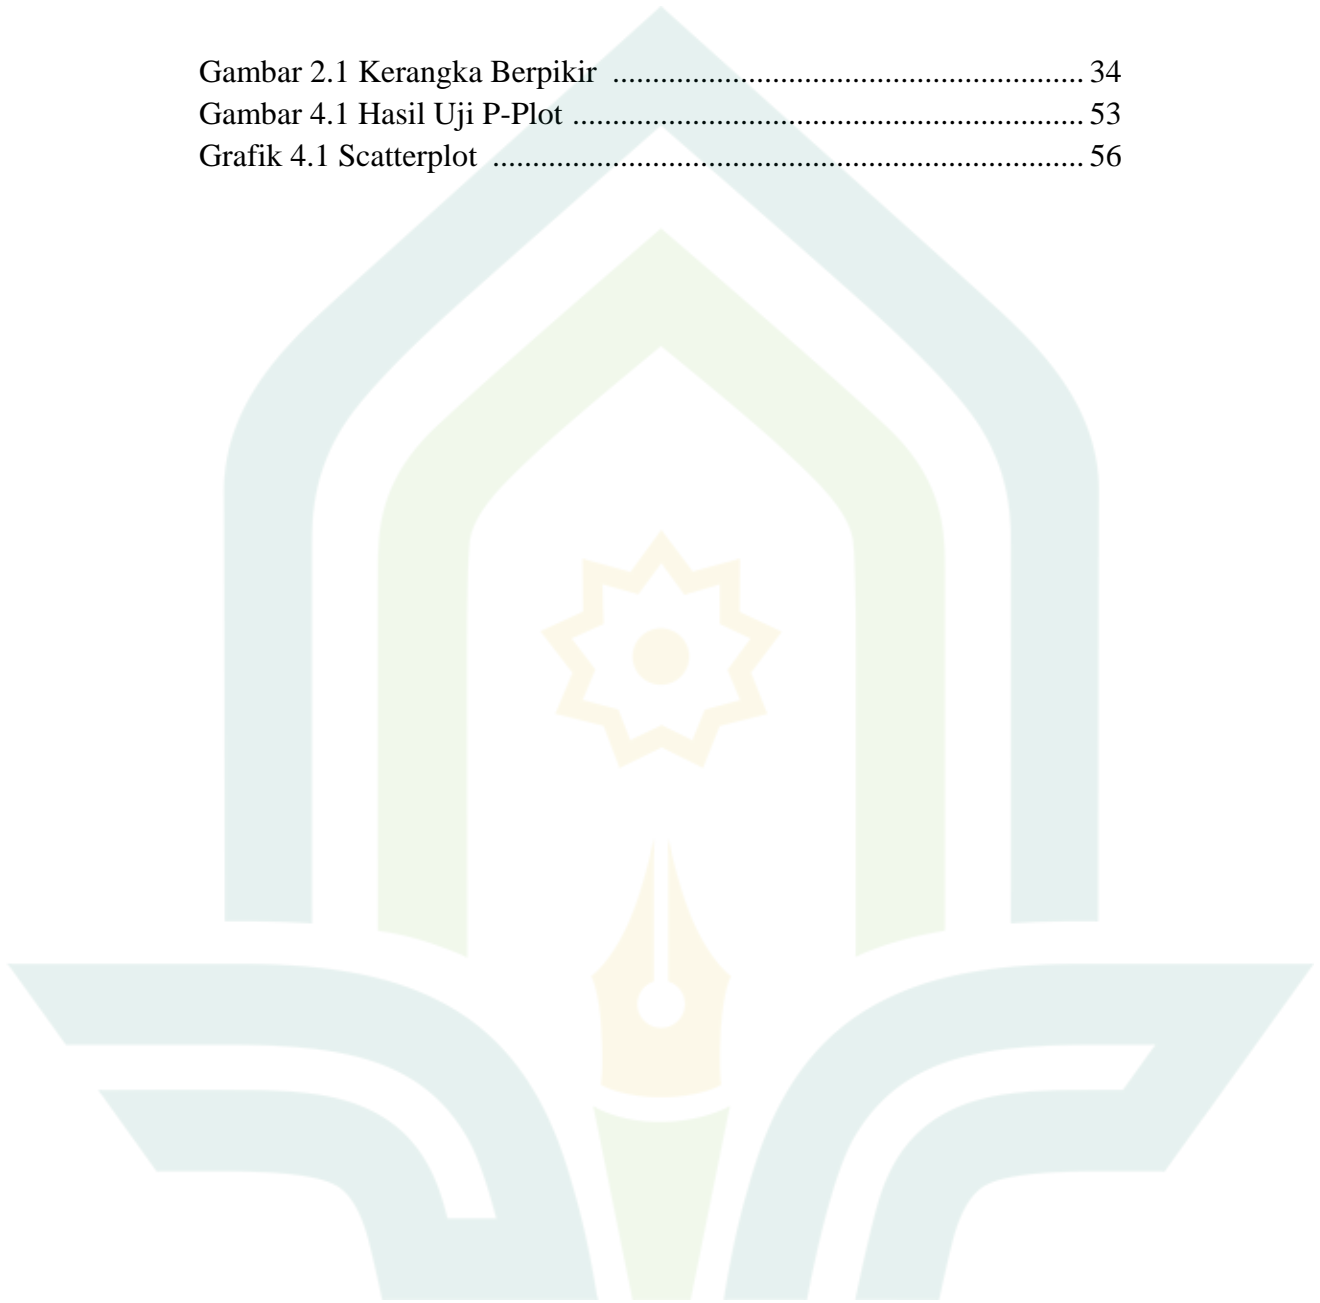 Gambar 2.1 Kerangka Berpikir ........................................................... 34
Gambar 4.1 Hasil Uji P-Plot ................................................................ 53
Grafik 4.1 Scatterplot .......................................................................... 56